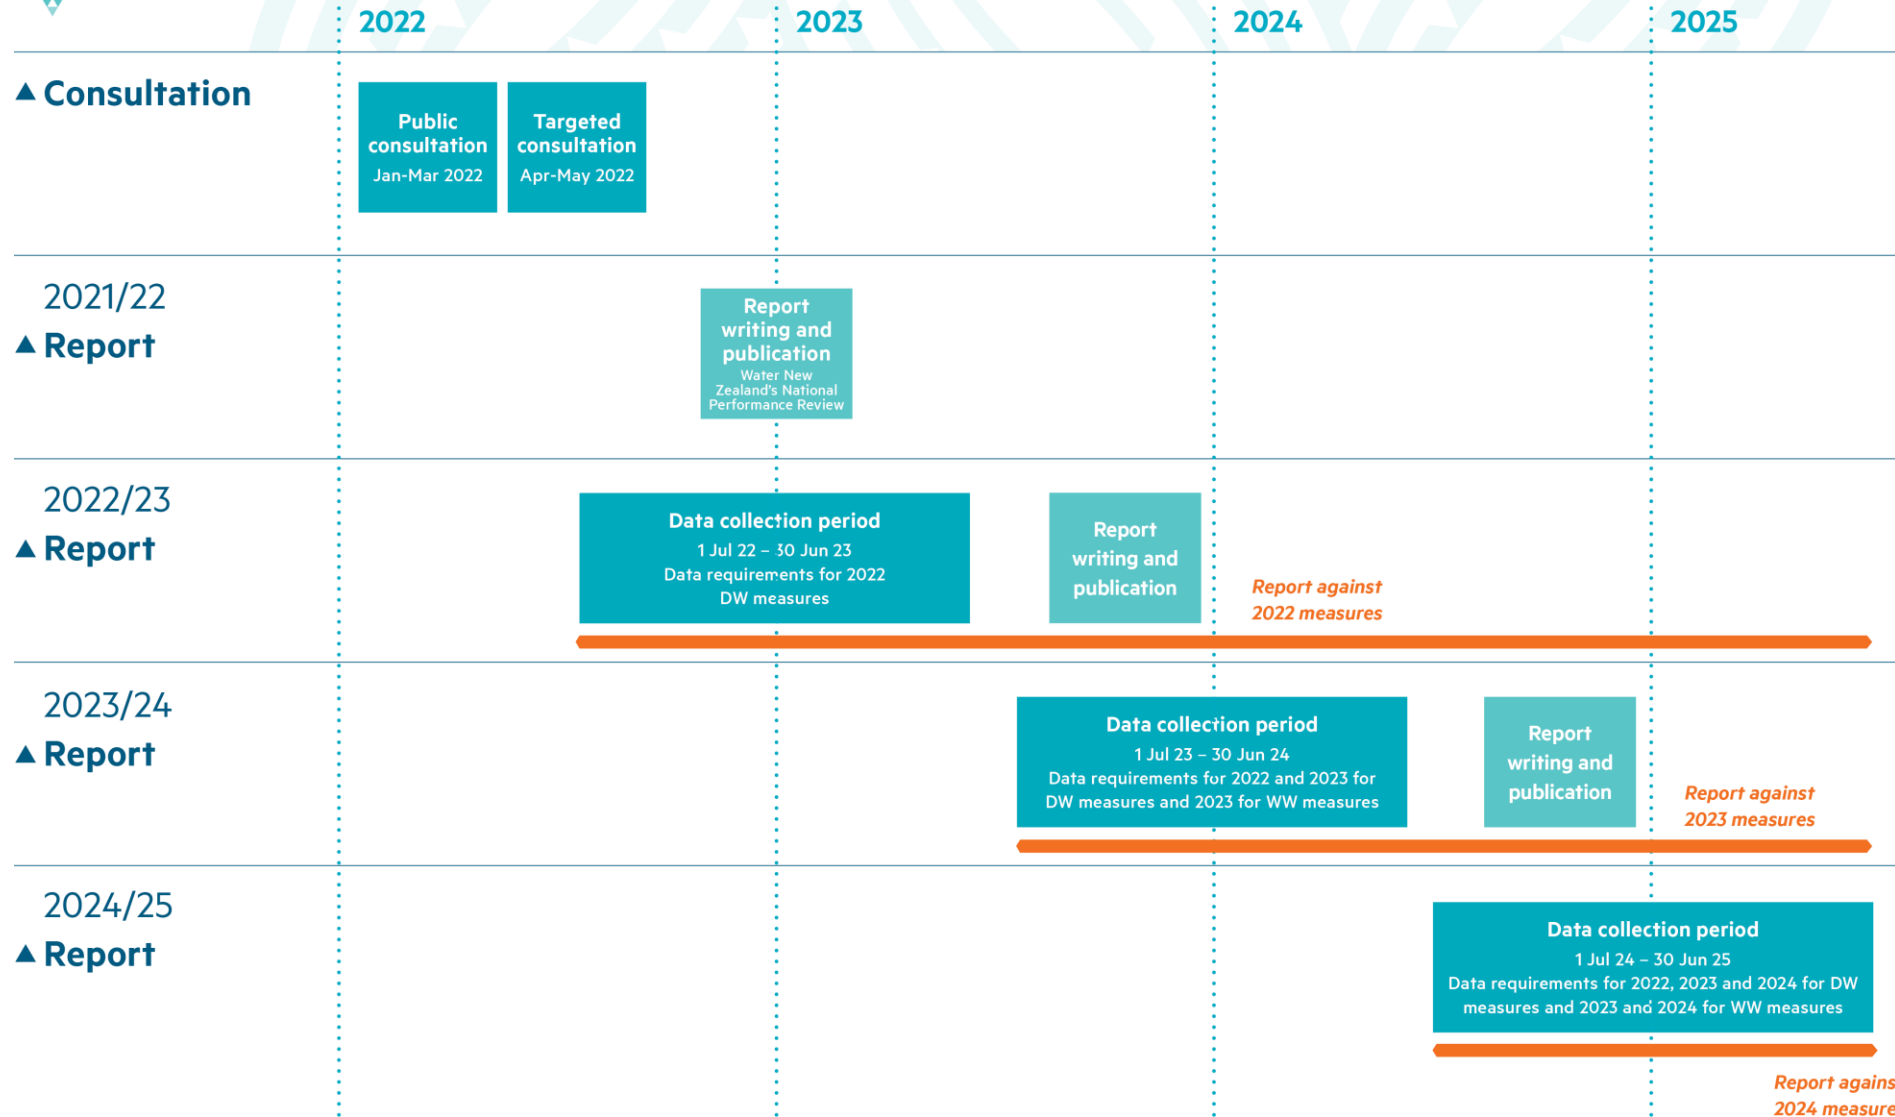 2022 2023 2024 2025
Consultation
Public
consultation
Jan-Mar 2022
Targeted
consultation
Apr-May 2022
2021/22
Report
Report
writing and
publication
Water New
Zealand's National
Performance Review
2022/23
Report
Data collection period
1 Jul 22 – 30 Jun 23
Data requirements for 2022
DW measures
Report
writing and
publication
Report against
2022 measures
2023/24
Report
Data collection period
1 Jul 23 – 30 Jun 24
Data requirements for 2022 and 2023 for
DW measures and 2023 for WW measures
Report
writing and
publication
Report against
2023 measures
2024/25
Report
Data collection period
1 Jul 24 – 30 Jun 25
Data requirements for 2022, 2023 and 2024 for DW
measures and 2023 and 2024 for WW measures
Report agains
2024 measure